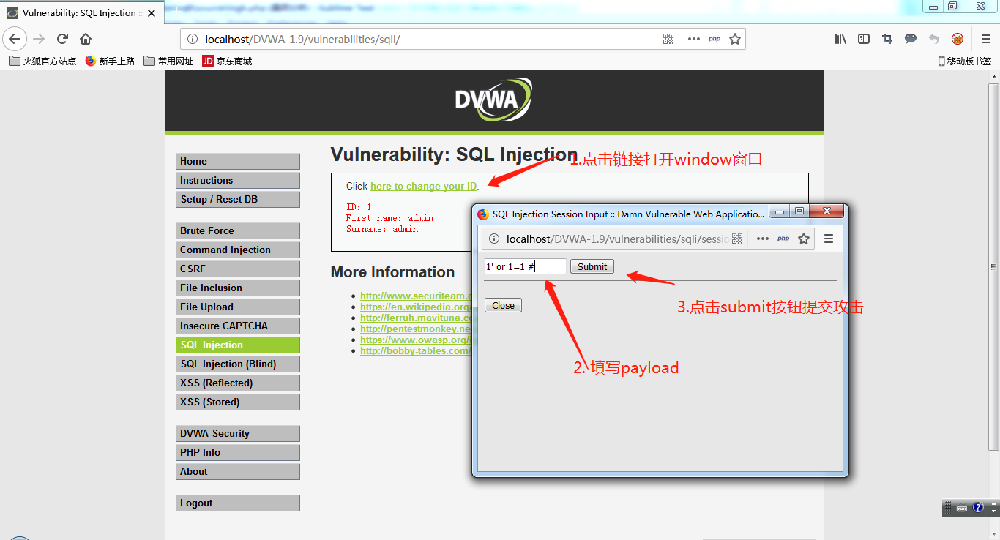 Vulnerability: SQL Injection ::
localhost/DVWA-1.9/vulnerabilities/sqli/
php
火狐官方站点
新手上路
常用网址
JD 京东商城
移动版书签
DVWA
Home
Instructions
Setup / Reset DB
Brute Force
Command Injection
CSRF
File Inclusion
File Upload
Insecure CAPTCHA
SQL Injection
SQL Injection (Blind)
XSS (Reflected)
XSS (Stored)
DVWA Security
PHP Info
About
Logout
Vulnerability: SQL Injection
1.点击链接打开window窗口
Click here to change your ID.
ID: 1
First name: admin
Surname: admin
More Information
http://www.securiteam.c
https://en.wikipedia.org/
http://ferruh.mavituna.co
http://pentestmonkey.ne
https://www.owasp.org/
http://bobby-tables.com/
SQL Injection Session Input :: Damn Vulnerable Web Applicatio...
localhost/DVWA-1.9/vulnerabilities/sqli/sessio
php
1' or 1=1 #
Submit
Close
3.点击submit按钮提交攻击
2. 填写payload